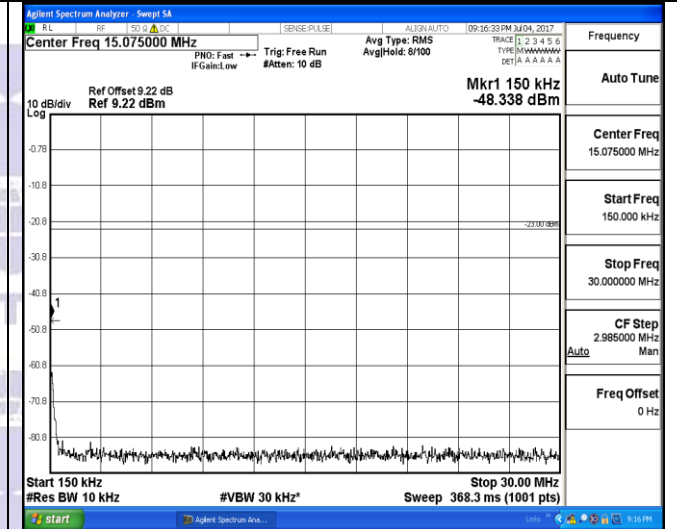 Agilent Spectrum Analyzer - Swept SA
RL RF 50 Ω DC SENSE:PULSE ALIGN AUTO 09:16:33 PM Jul 04, 2017
Center Freq 15.075000 MHz
PNO: Fast
IFGain:Low
Trig: Free Run
#Atten: 10 dB
Avg Type: RMS
Avg|Hold: 8/100
TRACE 1 2 3 4 5 6
TYPE MWWWWW
DET A A A A A A
Ref Offset 9.22 dB
10 dB/div Ref 9.22 dBm
Log
Mkr1 150 kHz
-48.338 dBm
-0.78
-10.8
-20.8
-23.00 dBm
-30.8
-40.8
1
-50.8
-60.8
-70.8
-80.8
Start 150 kHz Stop 30.00 MHz
#Res BW 10 kHz #VBW 30 kHz* Sweep 368.3 ms (1001 pts)
Frequency
Auto Tune
Center Freq
15.075000 MHz
Start Freq
150.000 kHz
Stop Freq
30.000000 MHz
CF Step
2.985000 MHz
Auto Man
Freq Offset
0 Hz
start Agilent Spectrum Ana... Links » 9:16 PM